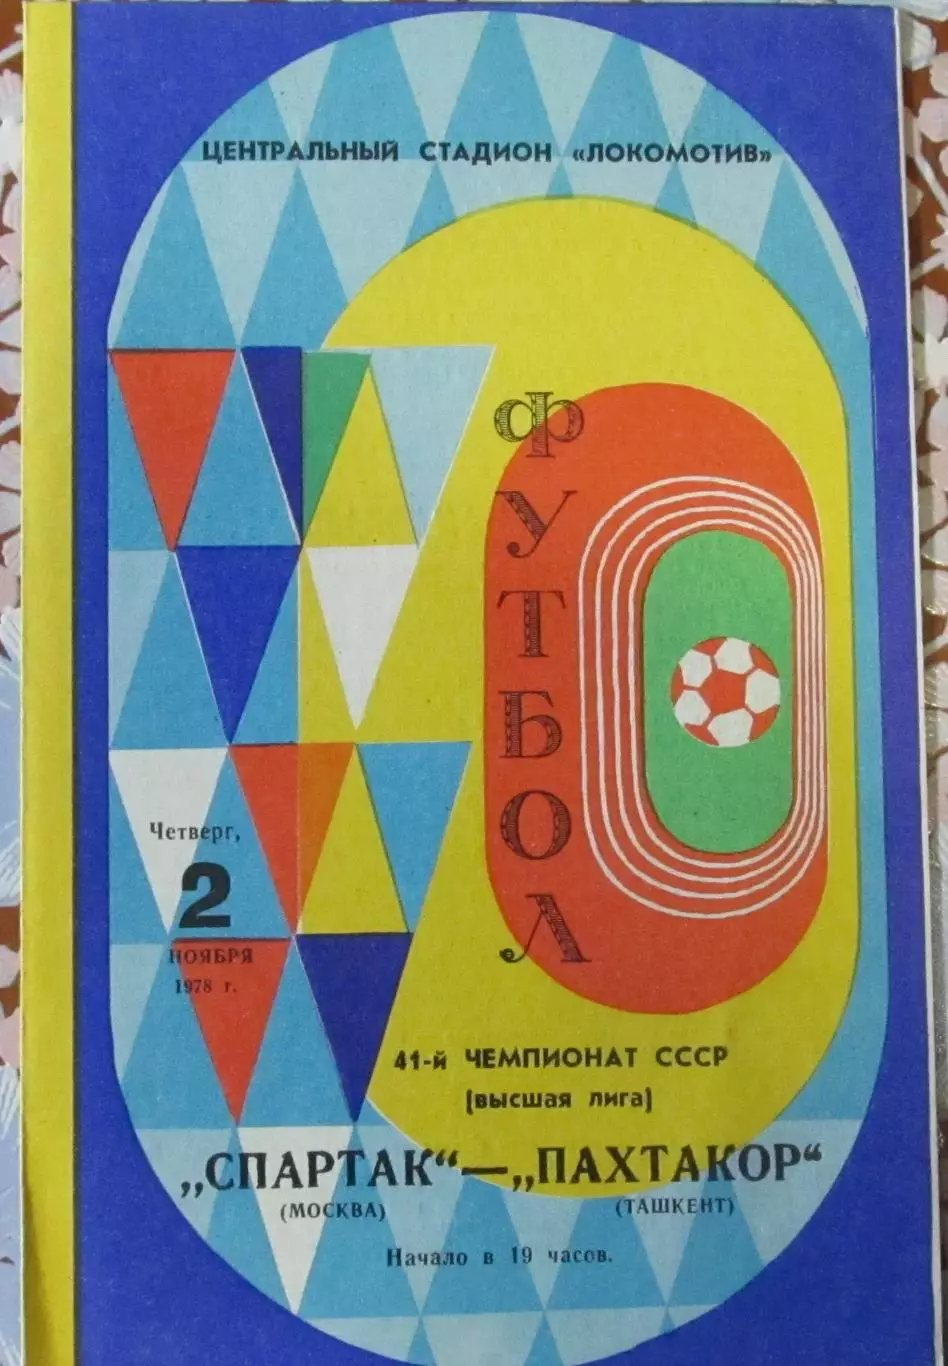 ЦЕНТРАЛЬНЫЙ СТАДИОН «ЛОКОМОТИВ»
ФУТБОЛ
Четверг,
2
НОЯБРЯ
1978 г.
41-й ЧЕМПИОНАТ СССР
(высшая лига)
„СПАРТАК“ — „ПАХТАКОР“
(МОСКВА) (ТАШКЕНТ)
Начало в 19 часов.